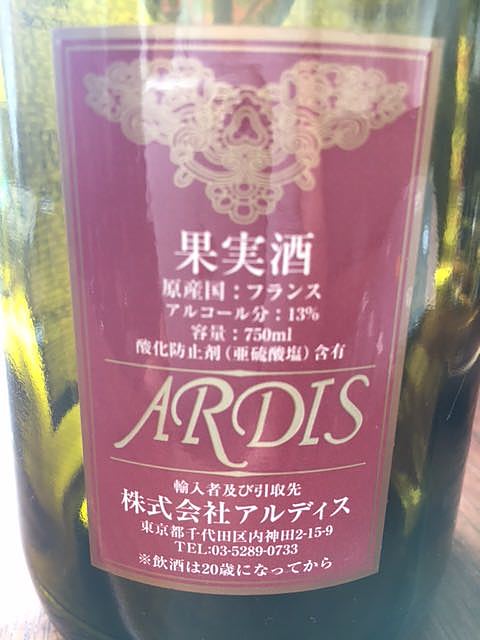 果実酒
原産国：フランス
アルコール分：13%
容量：750ml
酸化防止剤（亜硫酸塩）含有
ARDIS
輸入者及び引取先
株式会社アルディス
東京都千代田区内神田2-15-9
TEL:03-5289-0733
※飲酒は20歳になってから